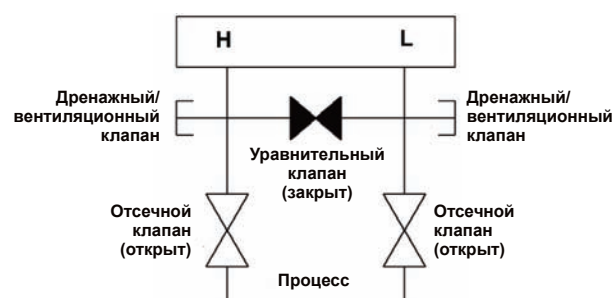 H
L
Дренажный/
вентиляционный
клапан
Дренажный/
вентиляционный
клапан
Уравнительный
клапан
(закрыт)
Отсечной
клапан
(открыт)
Отсечной
клапан
(открыт)
Процесс